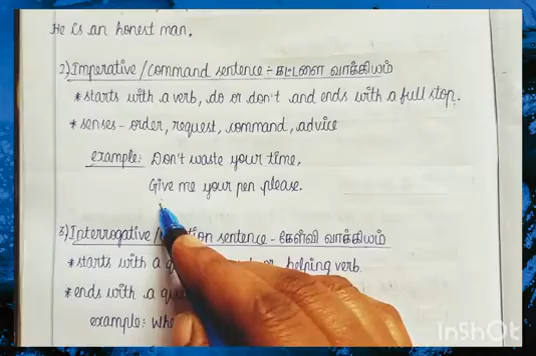 He is an honest man.
2) Imperative/Command sentence :- கட்டளை வாக்கியம்
*starts with a verb, do or don't and ends with a full stop.
*senses - order, request, command, advice
example: Don't waste your time,
Give me your pen please.
3) Interrogative/ sentence - கேள்வி வாக்கியம்
*starts with a helping verb.
*ends with a
example:
InShOt